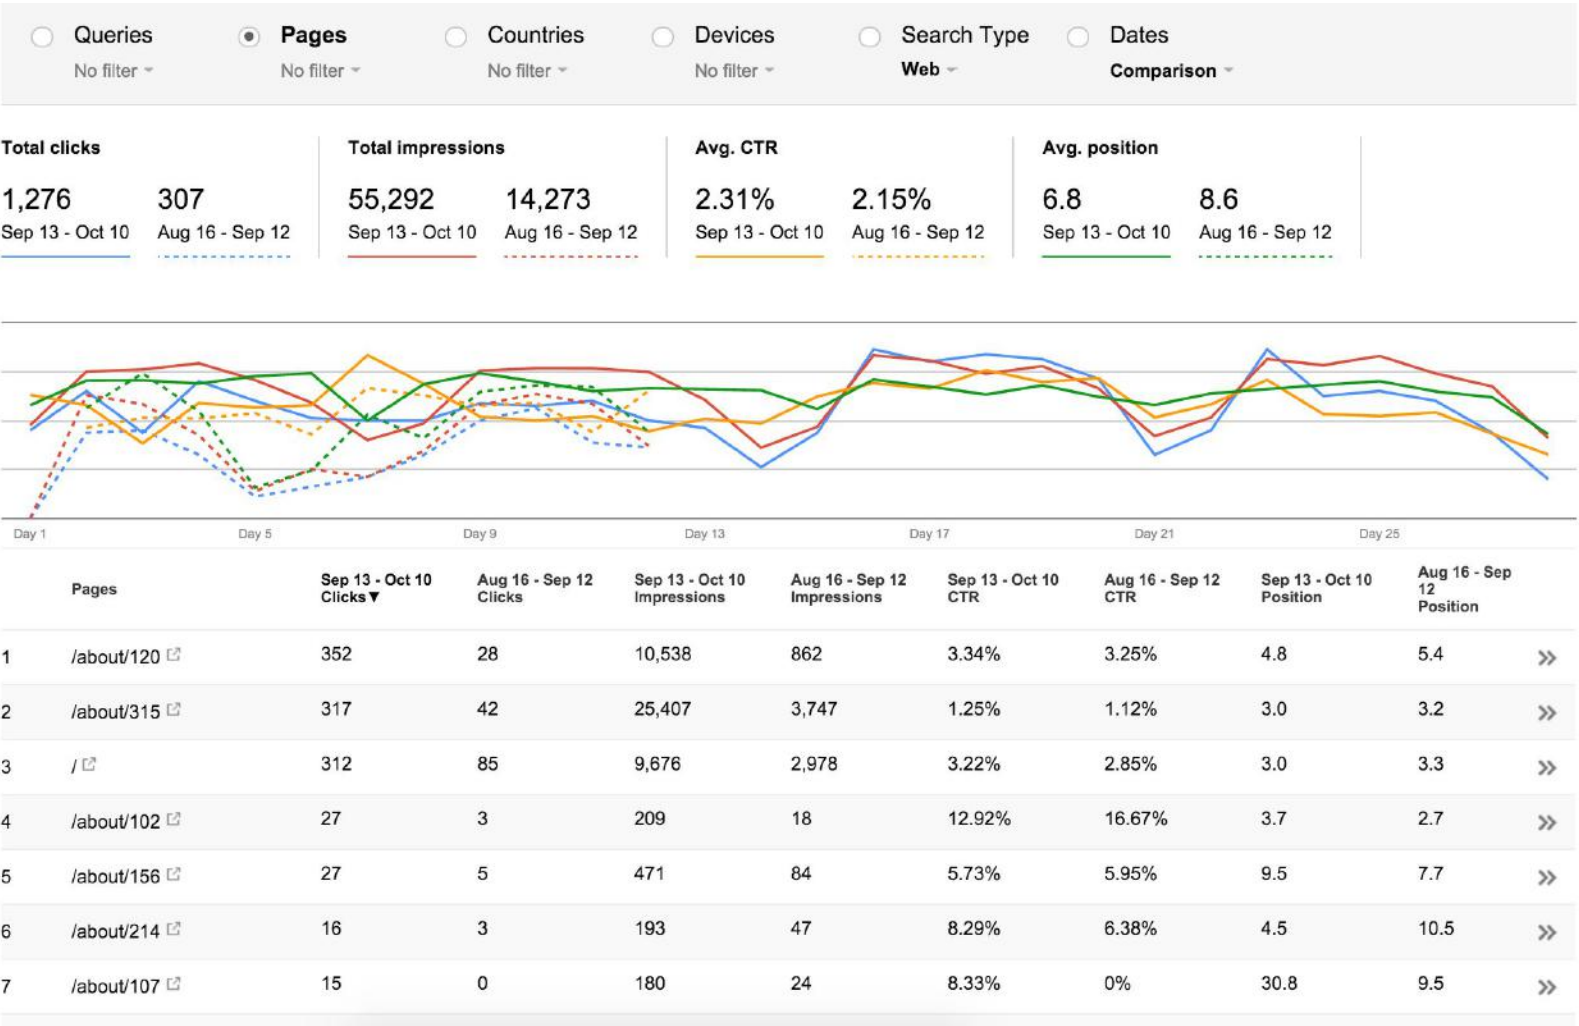 Queries Pages Countries Devices Search Type Dates
No filter No filter No filter No filter Web Comparison
Total clicks Total impressions Avg. CTR Avg. position
1,276 307 55,292 14,273 2.31% 2.15% 6.8 8.6
Sep 13 - Oct 10 Aug 16 - Sep 12 Sep 13 - Oct 10 Aug 16 - Sep 12 Sep 13 - Oct 10 Aug 16 - Sep 12 Sep 13 - Oct 10 Aug 16 - Sep 12
Day 1 Day 5 Day 9 Day 13 Day 17 Day 21 Day 25
Pages
Sep 13 - Oct 10
Clicks▼
Aug 16 - Sep 12
Clicks
Sep 13 - Oct 10
Impressions
Aug 16 - Sep 12
Impressions
Sep 13 - Oct 10
CTR
Aug 16 - Sep 12
CTR
Sep 13 - Oct 10
Position
Aug 16 - Sep
12
Position
1 /about/120 352 28 10,538 862 3.34% 3.25% 4.8 5.4 »
2 /about/315 317 42 25,407 3,747 1.25% 1.12% 3.0 3.2 »
3 / 312 85 9,676 2,978 3.22% 2.85% 3.0 3.3 »
4 /about/102 27 3 209 18 12.92% 16.67% 3.7 2.7 »
5 /about/156 27 5 471 84 5.73% 5.95% 9.5 7.7 »
6 /about/214 16 3 193 47 8.29% 6.38% 4.5 10.5 »
7 /about/107 15 0 180 24 8.33% 0% 30.8 9.5 »